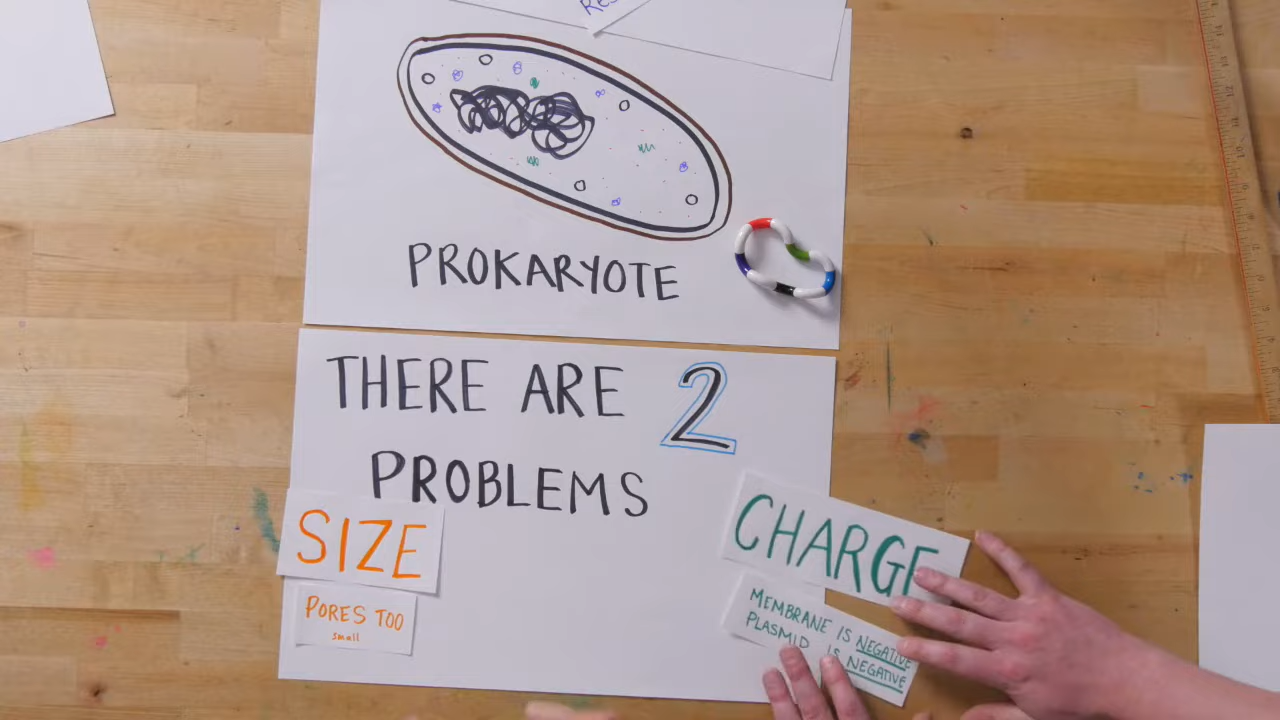 PROKARYOTE
THERE ARE 2
PROBLEMS
SIZE
PORES TOO
small
CHARGE
MEMBRANE IS NEGATIVE
PLASMID IS NEGATIVE